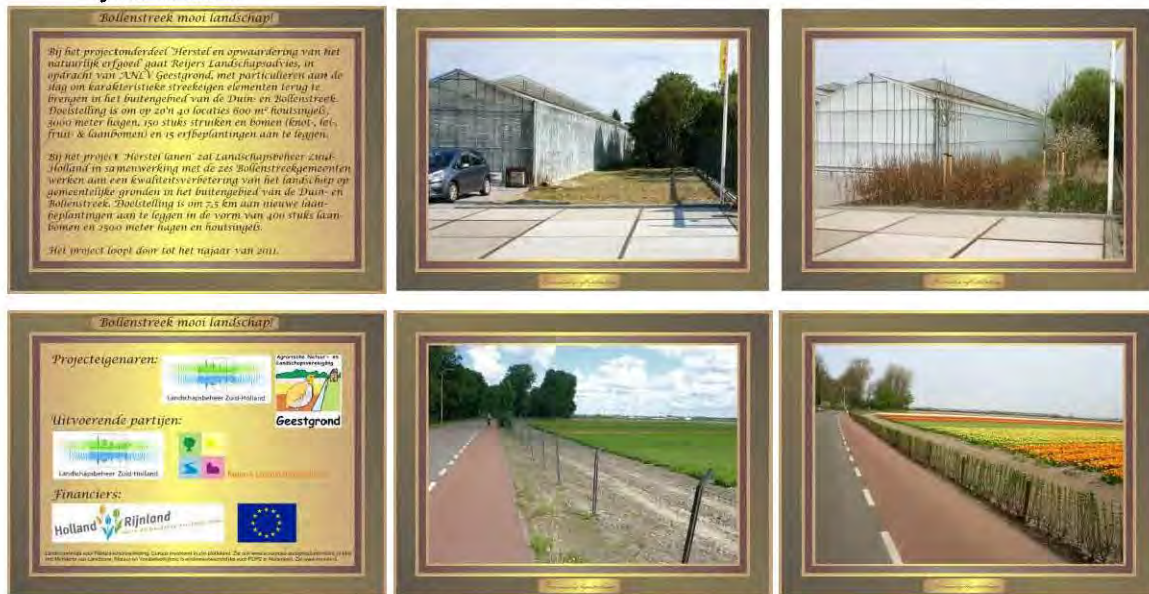 Bollenstreek mooi landschap!
Bij het projectonderdeel 'Herstel en opwaardering van het
natuurlijk erfgoed' gaat Reijers Landschapsadvies, in
opdracht van ANLV Geestgrond, met particulieren aan de
slag om karakteristieke streekeigen elementen terug te
brengen in het buitengebied van de Duin- en Bollenstreek.
Doelstelling is om op zo'n 40 locaties 600 m² houtsingels,
3000 meter hagen, 150 stuks struiken en bomen (knot-, lei-,
fruit- & laanbomen) en 15 erfbeplantingen aan te leggen.
Bij het project 'Herstel lanen' zal Landschapsbeheer Zuid-
Holland in samenwerking met de zes Bollenstreekgemeenten
werken aan een kwaliteitsverbetering van het landschap op
gemeentelijke gronden in het buitengebied van de Duin- en
Bollenstreek. Doelstelling is om 7,5 km aan nieuwe laan-
beplantingen aan te leggen in de vorm van 400 stuks laan-
bomen en 2500 meter hagen en houtsingels.
Het project loopt door tot het najaar van 2011.
Bollenstreek mooi landschap!
Projecteigenaren:
Landschapsbeheer Zuid-Holland
Agrarische Natuur- en
Landschapsvereniging
Geestgrond
Uitvoerende partijen:
Landschapsbeheer Zuid-Holland
Financiers:
Holland Rijnland